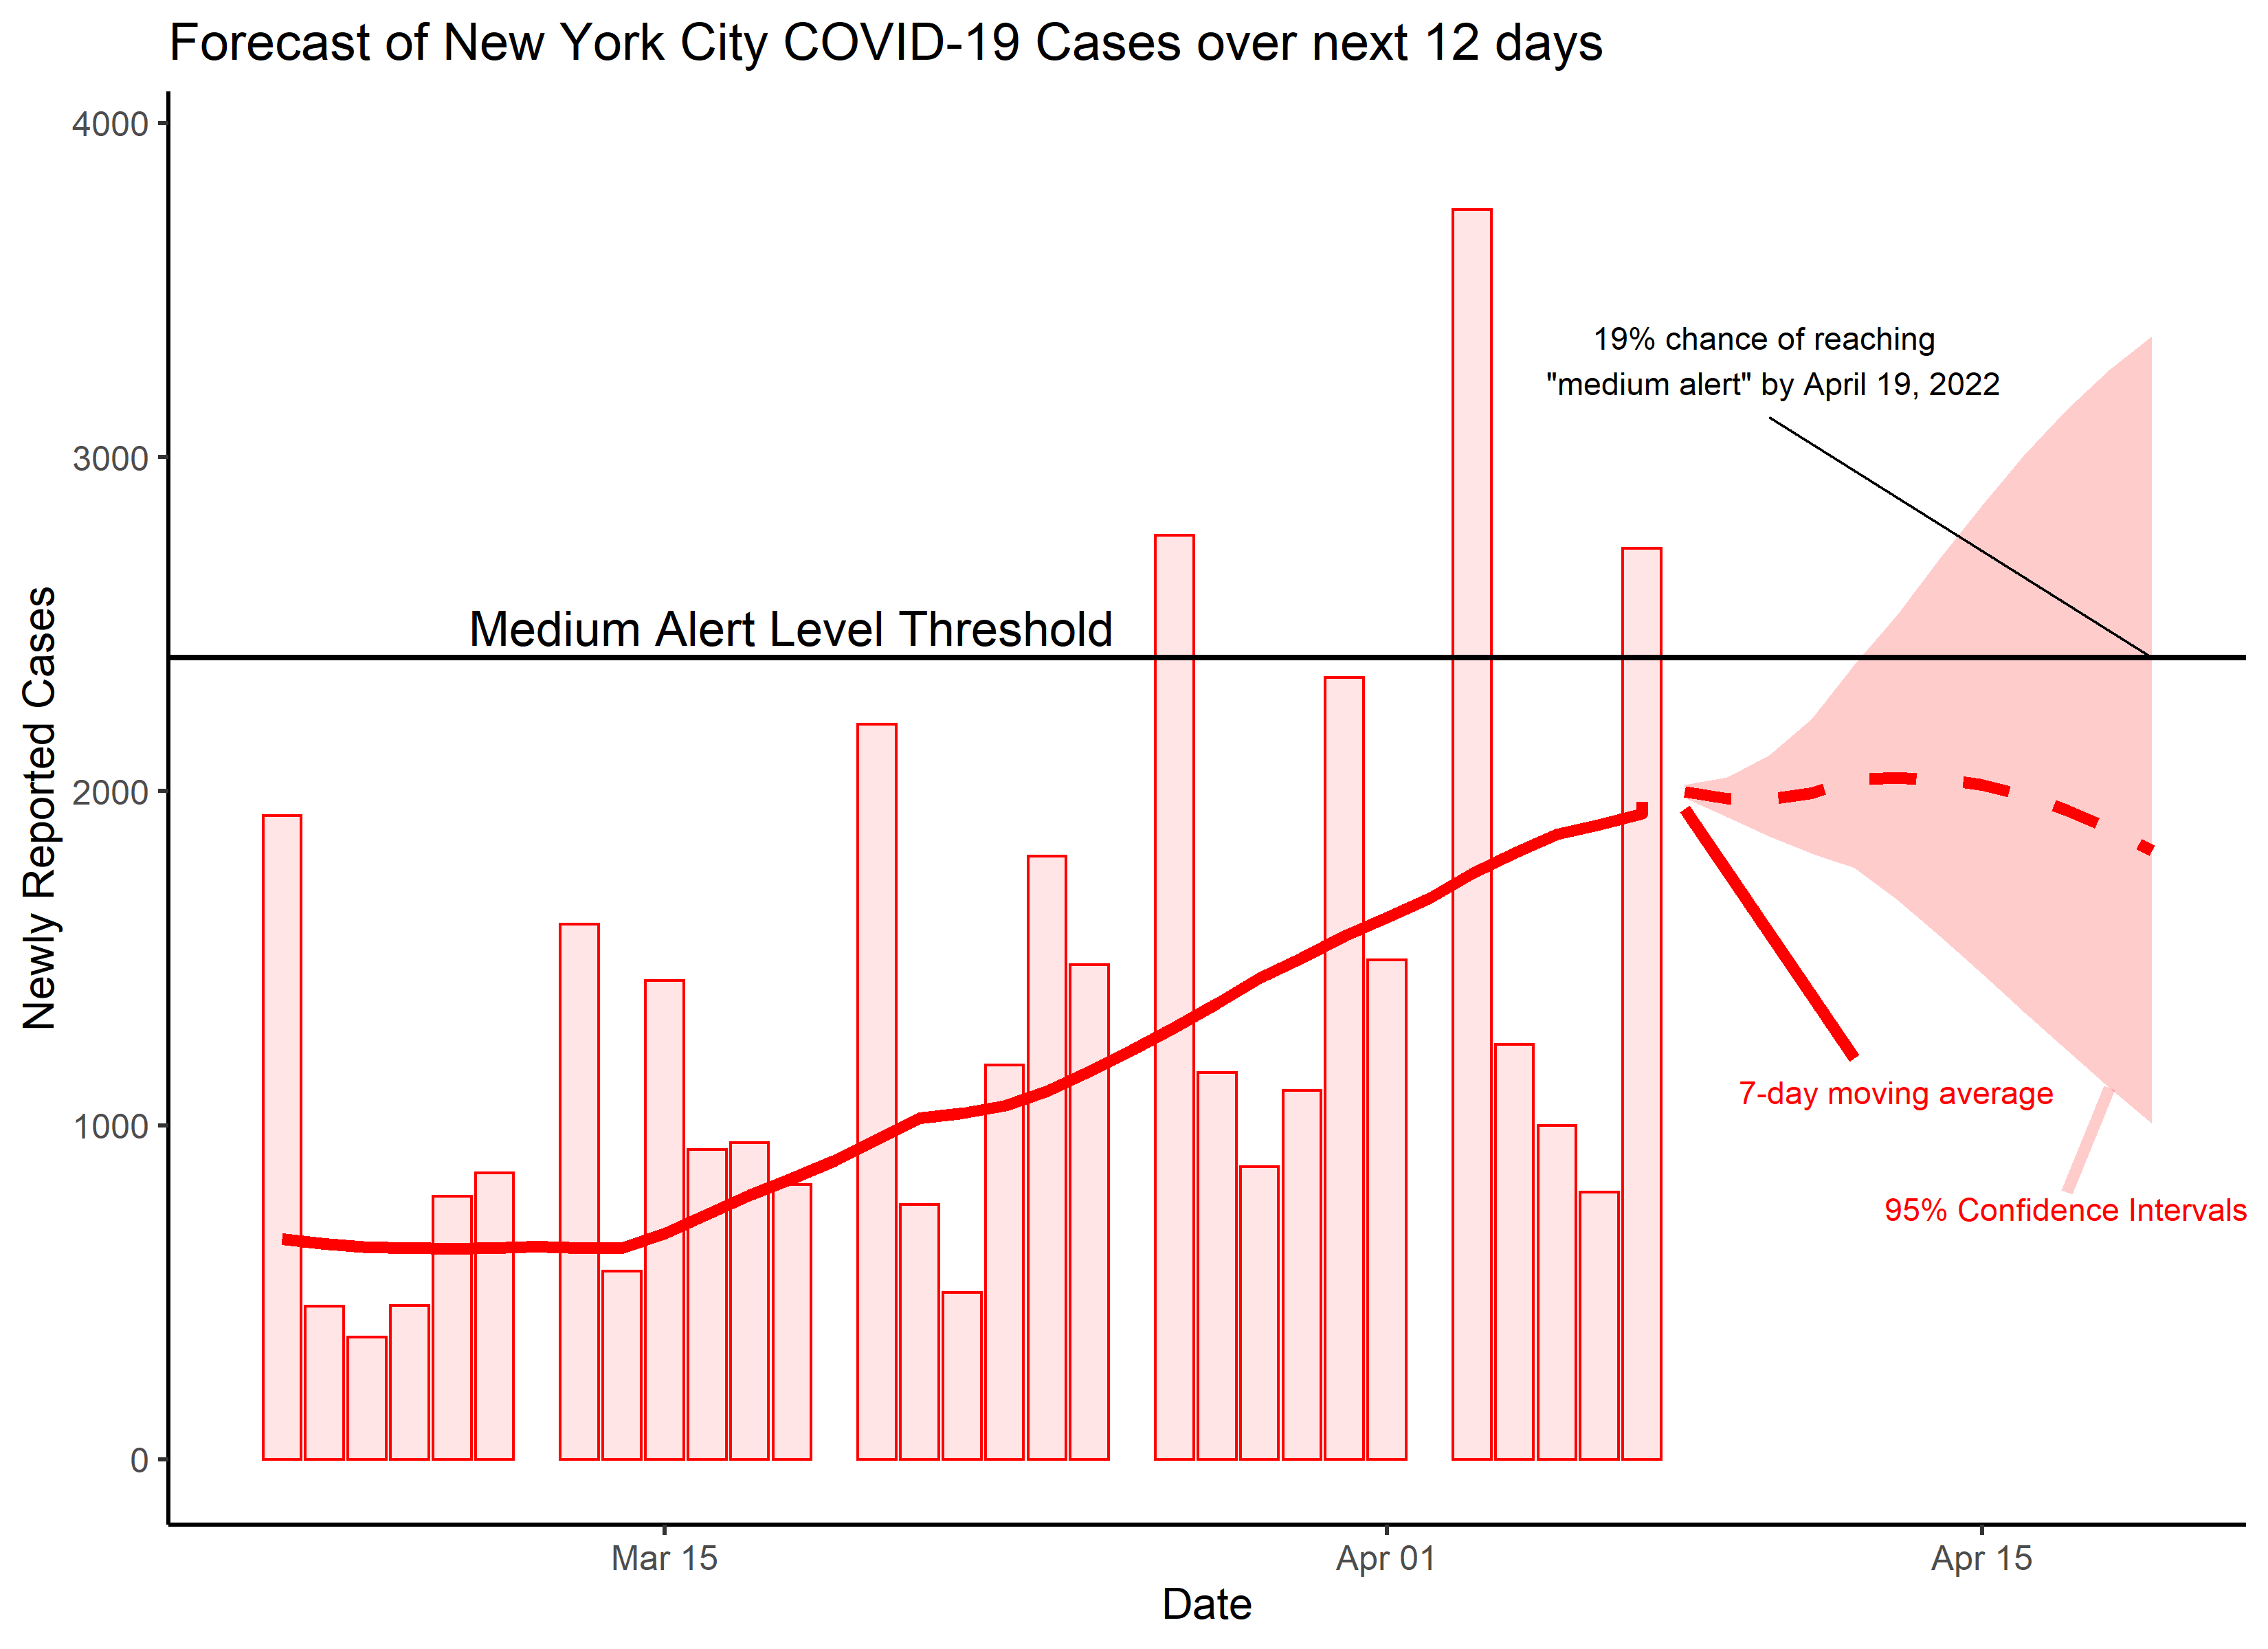 Forecast of New York City COVID-19 Cases over next 12 days
4000
3000
2000
1000
0
Newly Reported Cases
19% chance of reaching
"medium alert" by April 19, 2022
Medium Alert Level Threshold
7-day moving average
95% Confidence Intervals
Mar 15
Apr 01
Apr 15
Date